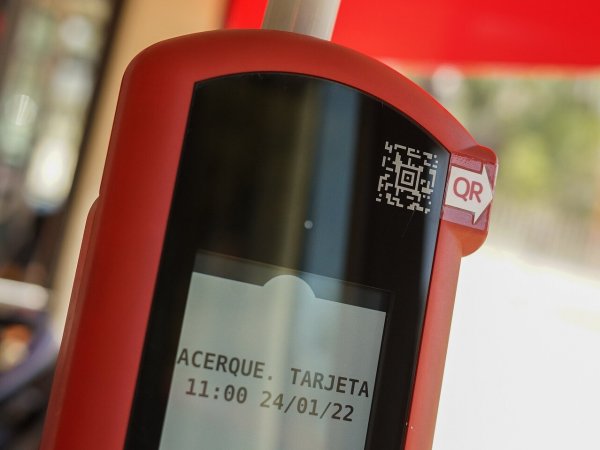 QR
ACERQUE. TARJETA
11:00 24/01/22